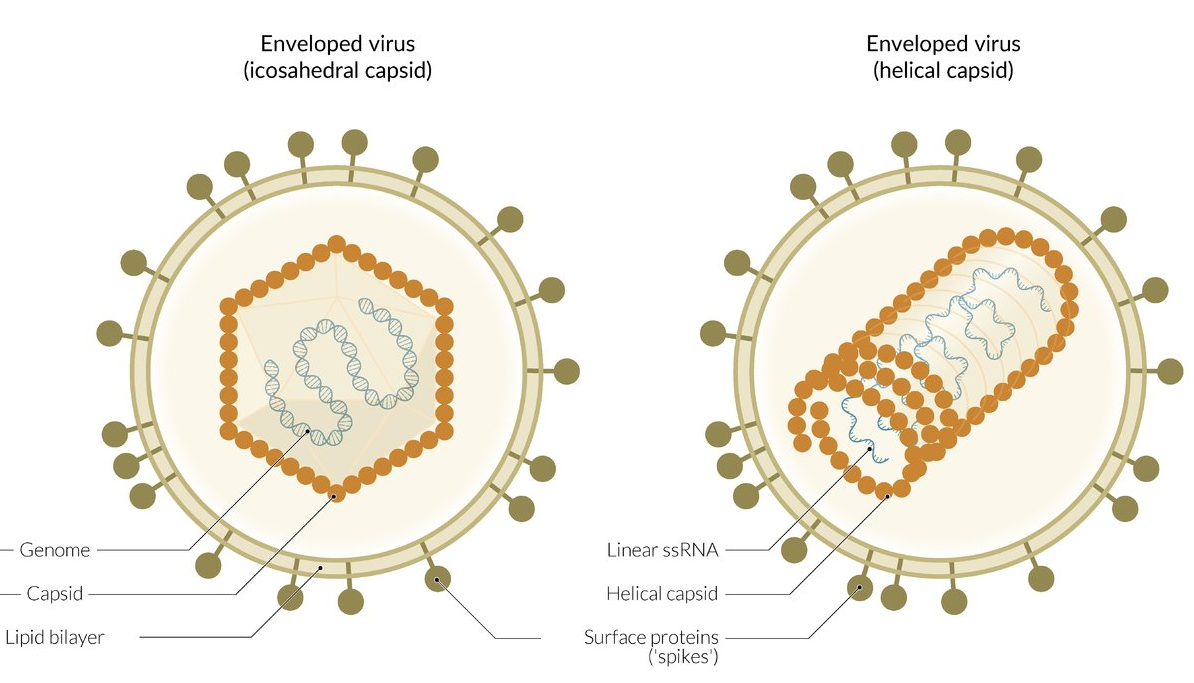 Enveloped virus
(icosahedral capsid)
Enveloped virus
(helical capsid)
Genome
Capsid
Lipid bilayer
Linear ssRNA
Helical capsid
Surface proteins
('spikes')